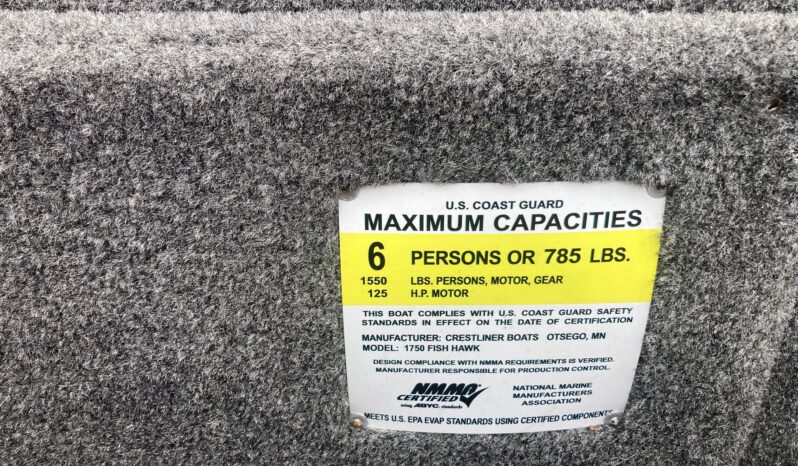 U.S. COAST GUARD
MAXIMUM CAPACITIES
6 PERSONS OR 785 LBS.
1550 LBS. PERSONS, MOTOR, GEAR
125 H.P. MOTOR
THIS BOAT COMPLIES WITH U.S. COAST GUARD SAFETY
STANDARDS IN EFFECT ON THE DATE OF CERTIFICATION
MANUFACTURER: CRESTLINER BOATS OTSEGO, MN
MODEL: 1750 FISH HAWK
DESIGN COMPLIANCE WITH NMMA REQUIREMENTS IS VERIFIED.
MANUFACTURER RESPONSIBLE FOR PRODUCTION CONTROL.
NMMA
CERTIFIED
using ABYC standards
NATIONAL MARINE
MANUFACTURERS
ASSOCIATION
MEETS U.S. EPA EVAP STANDARDS USING CERTIFIED COMPONENTS